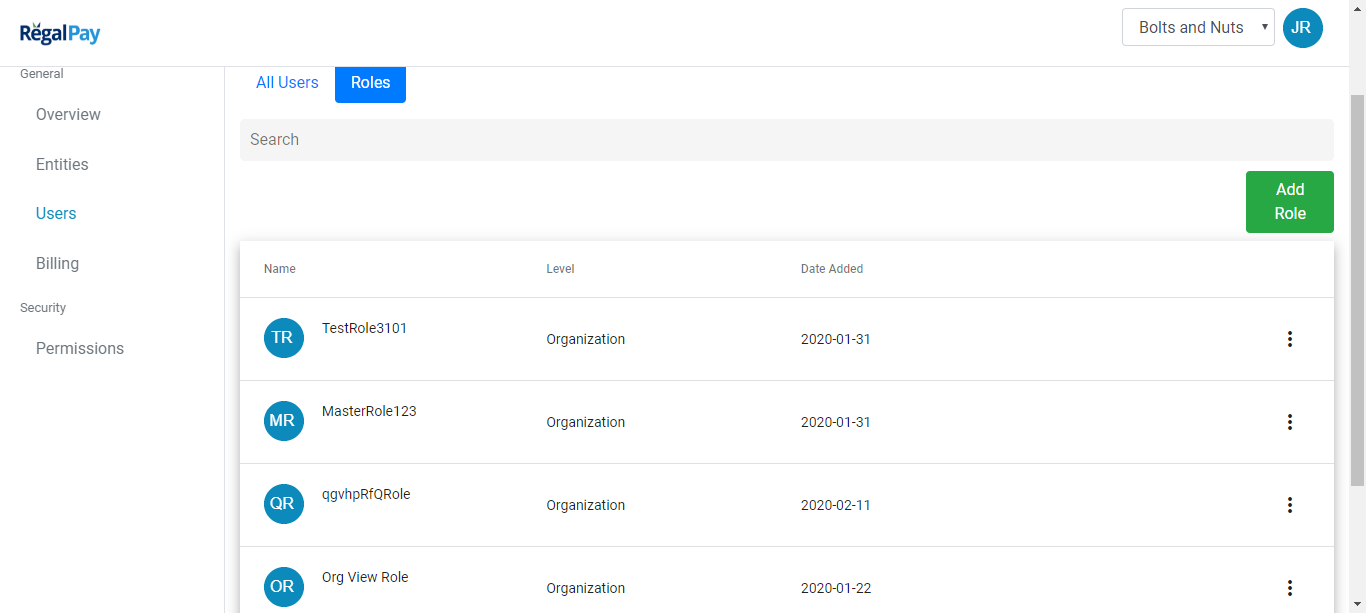 RegalPay
Bolts and Nuts
JR
General
Overview
Entities
Users
Billing
Security
Permissions
All Users
Roles
Search
Add
Role
Name Level Date Added
TR TestRole3101 Organization 2020-01-31
MR MasterRole123 Organization 2020-01-31
QR qgvhpRfQRole Organization 2020-02-11
OR Org View Role Organization 2020-01-22